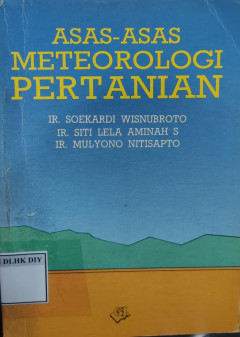 ASAS-ASAS
METEOROLOGI
PERTANIAN
IR. SOEKARDI WISNUBROTO
IR. SITI LELA AMINAH S
IR. MULYONO NITISAPTO
DLHK DIY